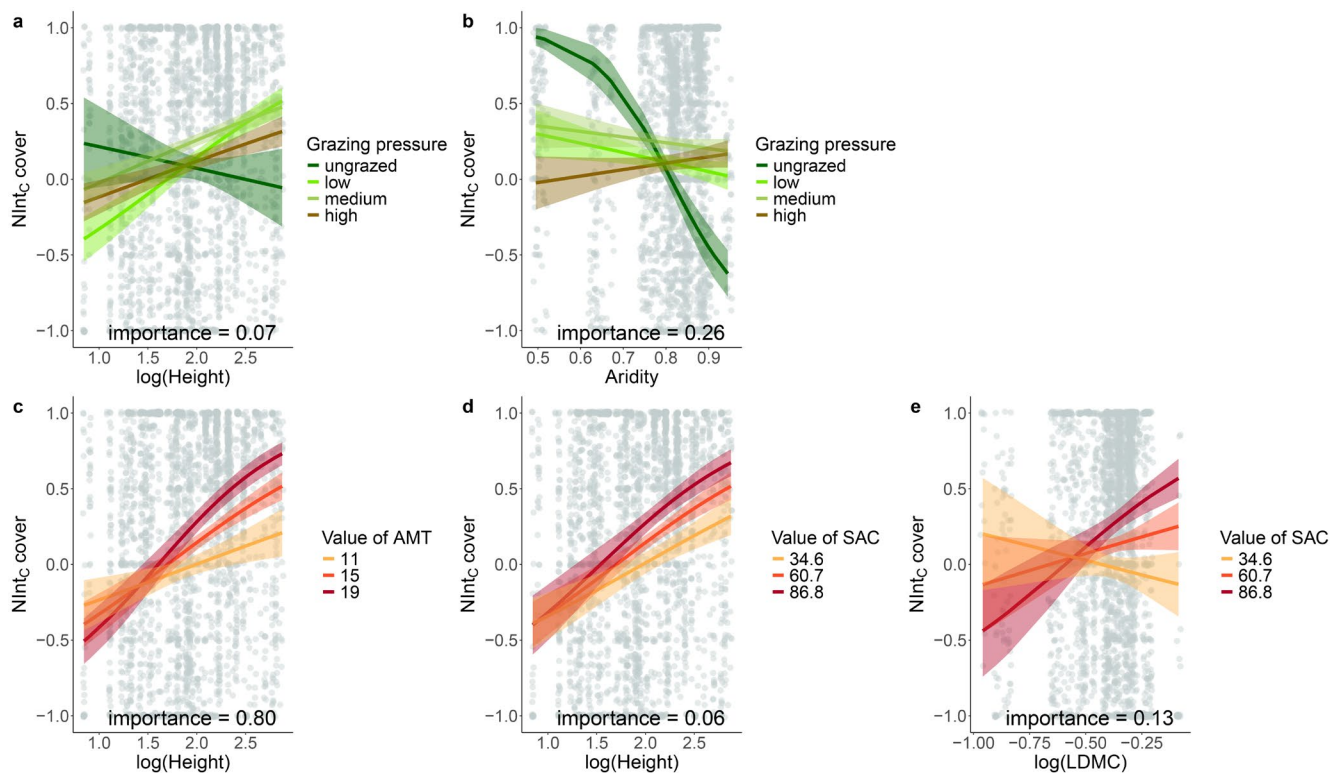 a
1.0
0.5
0.0
−0.5
−1.0
NInt_C cover
importance = 0.07
1.0 1.5 2.0 2.5
log(Height)
Grazing pressure
ungrazed
low
medium
high
b
1.0
0.5
0.0
−0.5
−1.0
NInt_C cover
importance = 0.26
0.5 0.6 0.7 0.8 0.9
Aridity
Grazing pressure
ungrazed
low
medium
high
c
1.0
0.5
0.0
−0.5
−1.0
NInt_C cover
importance = 0.80
1.0 1.5 2.0 2.5
log(Height)
Value of AMT
11
15
19
d
1.0
0.5
0.0
−0.5
−1.0
NInt_C cover
importance = 0.06
1.0 1.5 2.0 2.5
log(Height)
Value of SAC
34.6
60.7
86.8
e
1.0
0.5
0.0
−0.5
−1.0
NInt_C cover
importance = 0.13
−1.00 −0.75 −0.50 −0.25
log(LDMC)
Value of SAC
34.6
60.7
86.8